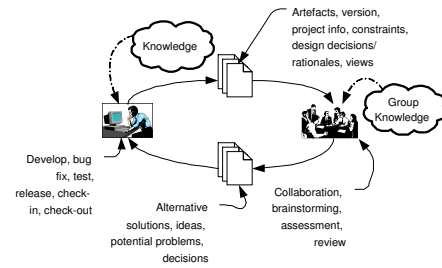 Artefacts, version,
project info, constraints,
design decisions/
rationales, views
Knowledge
Group
Knowledge
Develop, bug
fix, test,
release, check-
in, check-out
Alternative
solutions, ideas,
potential problems,
decisions
Collaboration,
brainstorming,
assessment,
review